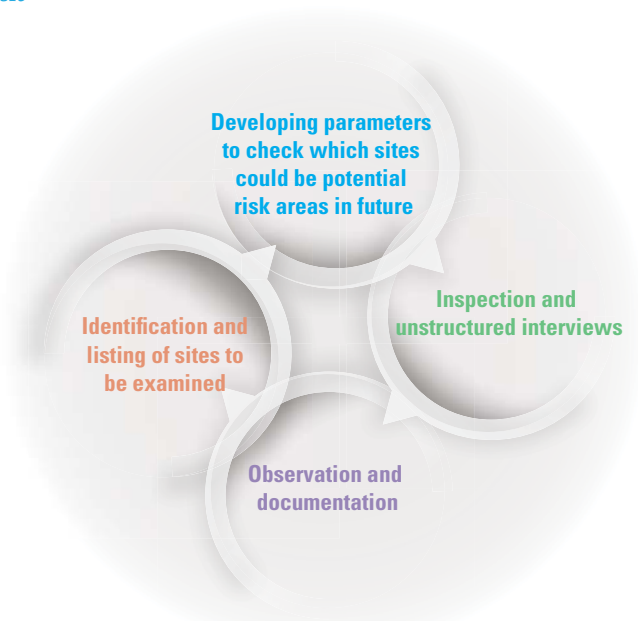 Developing parameters
to check which sites
could be potential
risk areas in future
Inspection and
unstructured interviews
Identification and
listing of sites to
be examined
Observation and
documentation